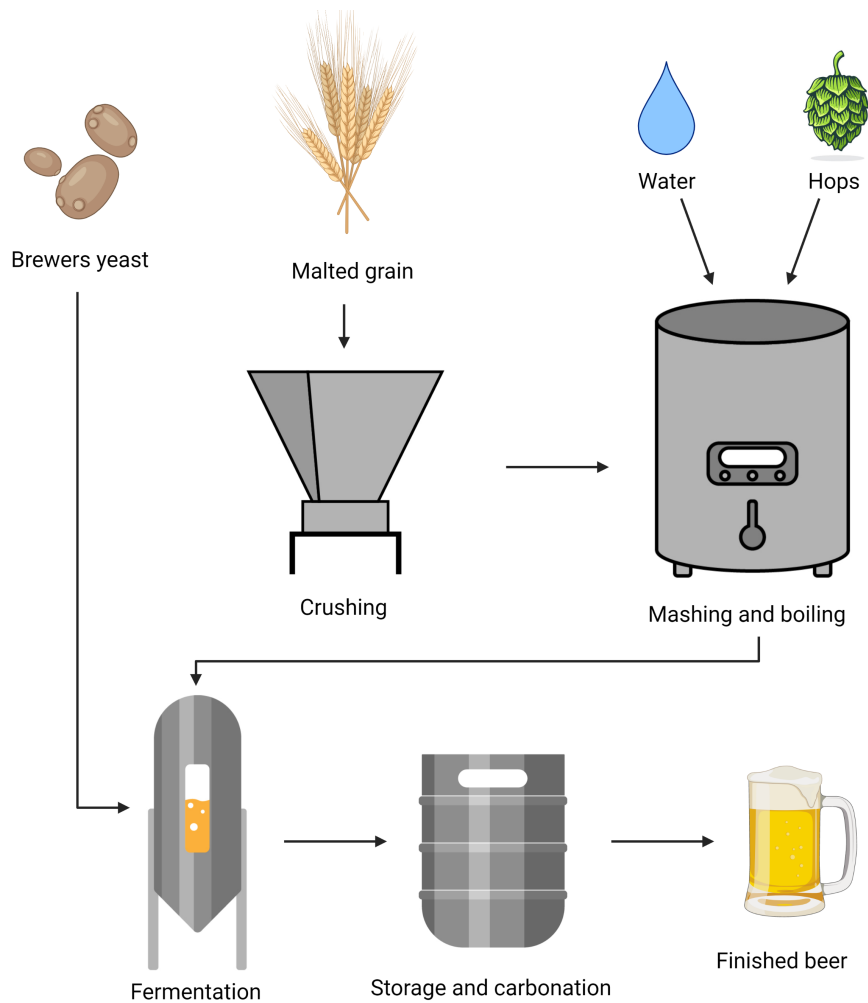 Water
Hops
Brewers yeast
Malted grain
Crushing
Mashing and boiling
Fermentation
Storage and carbonation
Finished beer